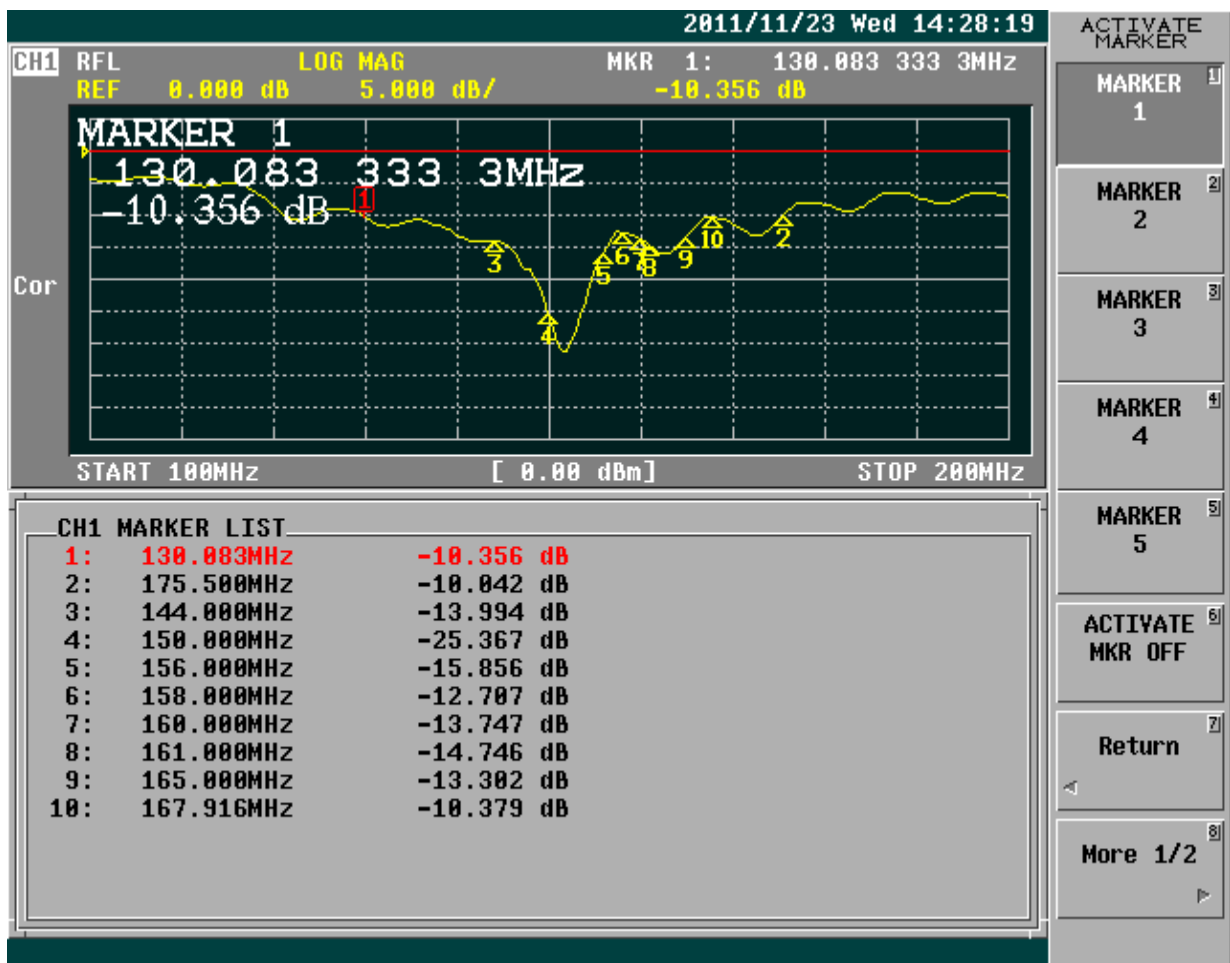 2011/11/23 Wed 14:28:19
CH1 RFL LOG MAG MKR 1: 130.083 333 3MHz
REF 0.000 dB 5.000 dB/ -10.356 dB
MARKER 1
130.083 333 3MHz
-10.356 dB
1
3
4
5
6
8
9
10
2
Cor
START 100MHz [ 0.00 dBm] STOP 200MHz
CH1 MARKER LIST
1: 130.083MHz -10.356 dB
2: 175.500MHz -10.042 dB
3: 144.000MHz -13.994 dB
4: 150.000MHz -25.367 dB
5: 156.000MHz -15.856 dB
6: 158.000MHz -12.707 dB
7: 160.000MHz -13.747 dB
8: 161.000MHz -14.746 dB
9: 165.000MHz -13.302 dB
10: 167.916MHz -10.379 dB
ACTIVATE
MARKER
MARKER 1
1
MARKER 2
2
MARKER 3
3
MARKER 4
4
MARKER 5
5
ACTIVATE 6
MKR OFF
7
Return
8
More 1/2